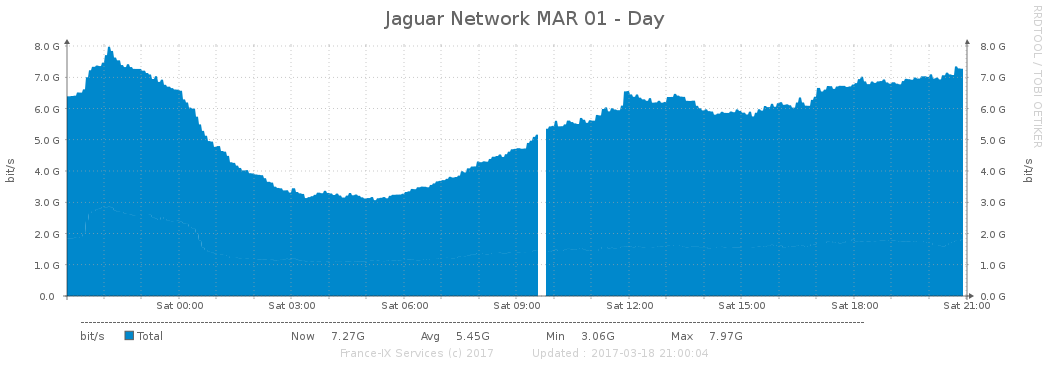 Jaguar Network MAR 01 - Day
RRDTOOL / TOBI OETIKER
bit/s
bit/s
8.0 G 8.0 G
7.0 G 7.0 G
6.0 G 6.0 G
5.0 G 5.0 G
4.0 G 4.0 G
3.0 G 3.0 G
2.0 G 2.0 G
1.0 G 1.0 G
0.0 0.0 G
Sat 00:00 Sat 03:00 Sat 06:00 Sat 09:00 Sat 12:00 Sat 15:00 Sat 18:00 Sat 21:00
bit/s Total Now 7.27G Avg 5.45G Min 3.06G Max 7.97G
France-IX Services (c) 2017 Updated : 2017-03-18 21:00:04